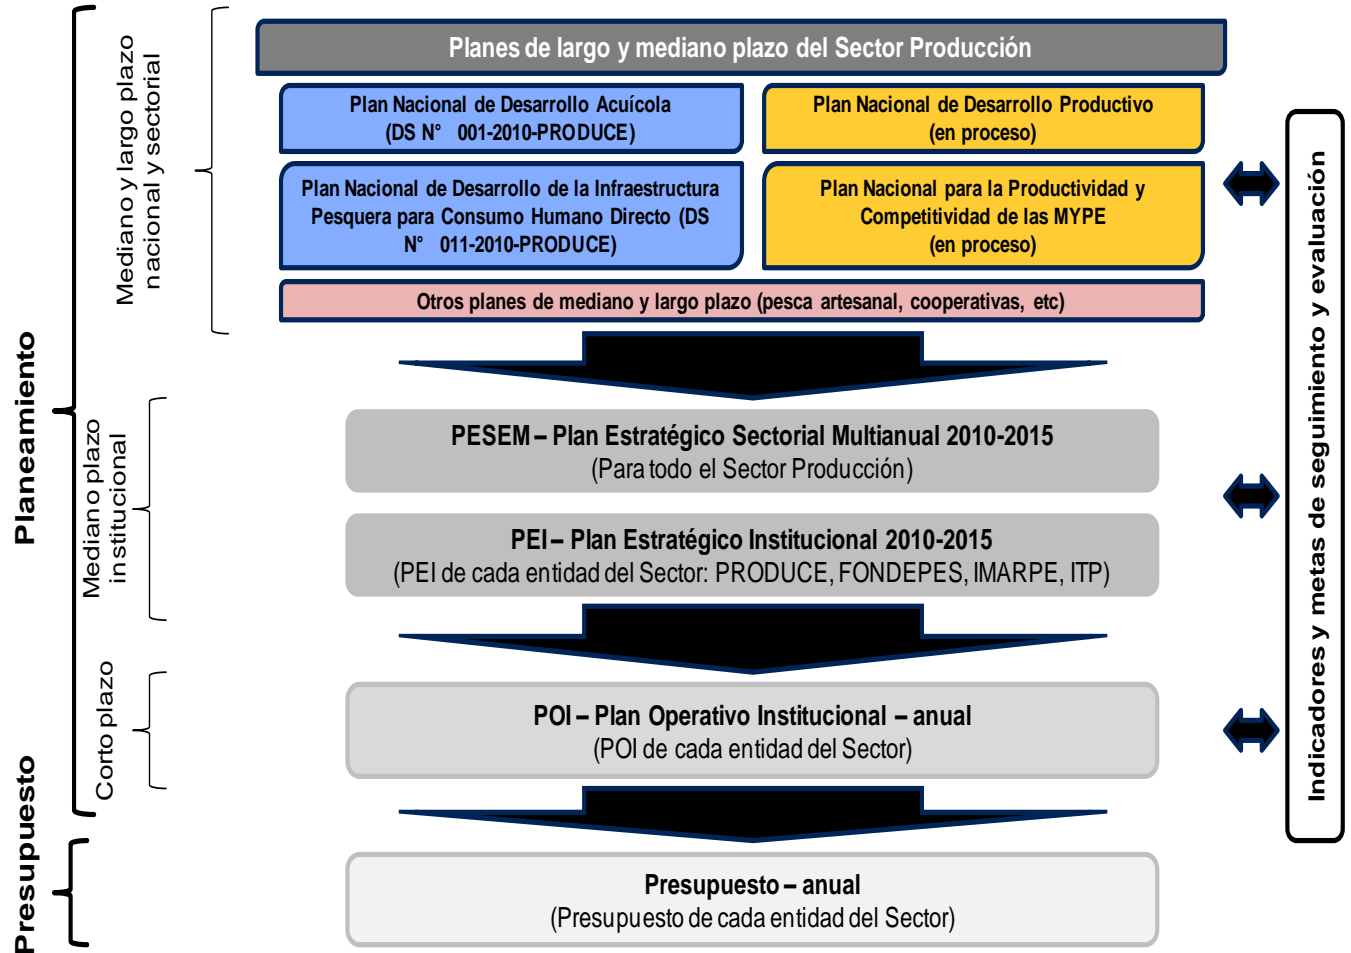 Planes de largo y mediano plazo del Sector Producción
Plan Nacional de Desarrollo Acuícola
(DS N° 001-2010-PRODUCE)
Plan Nacional de Desarrollo Productivo
(en proceso)
Plan Nacional de Desarrollo de la Infraestructura
Pesquera para Consumo Humano Directo (DS
N° 011-2010-PRODUCE)
Plan Nacional para la Productividad y
Competitividad de las MYPE
(en proceso)
Otros planes de mediano y largo plazo (pesca artesanal, cooperativas, etc)
Mediano y largo plazo
nacional y sectorial
Planeamiento
Median o plazo
institucional
PESEM – Plan Estratégico Sectorial Multianual 2010-2015
(Para todo el Sector Producción)
PEI – Plan Estratégico Institucional 2010-2015
(PEI de cada entidad del Sector: PRODUCE, FONDEPES, IMARPE, ITP)
Corto plazo
POI – Plan Operativo Institucional – anual
(POI de cada entidad del Sector)
Presupuesto
Presupuesto – anual
(Presupuesto de cada entidad del Sector)
Indicadores y metas de seguimiento y evaluación